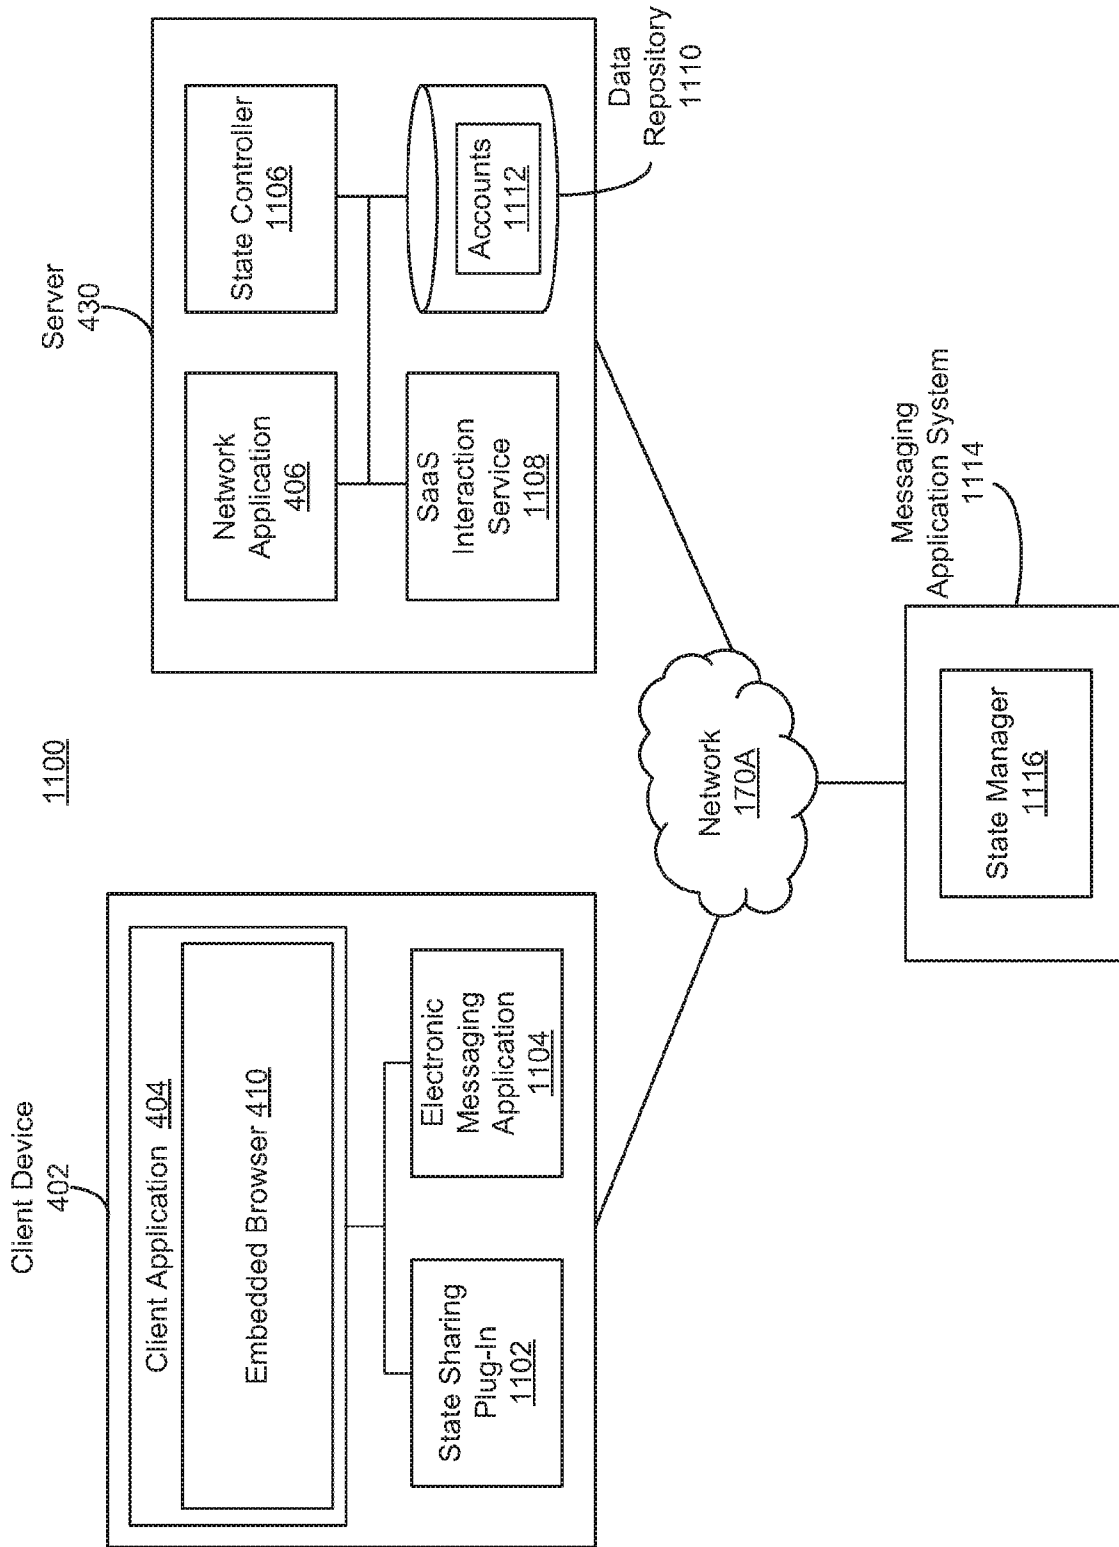 1100
Client Device
402
Client Application 404
Embedded Browser 410
State Sharing
Plug-In
1102
Electronic
Messaging
Application
1104
Server
430
Network
Application
406
State Controller
1106
SaaS
Interaction
Service
1108
Accounts
1112
Data
Repository
1110
Network
170A
Messaging
Application System
1114
State Manager
1116